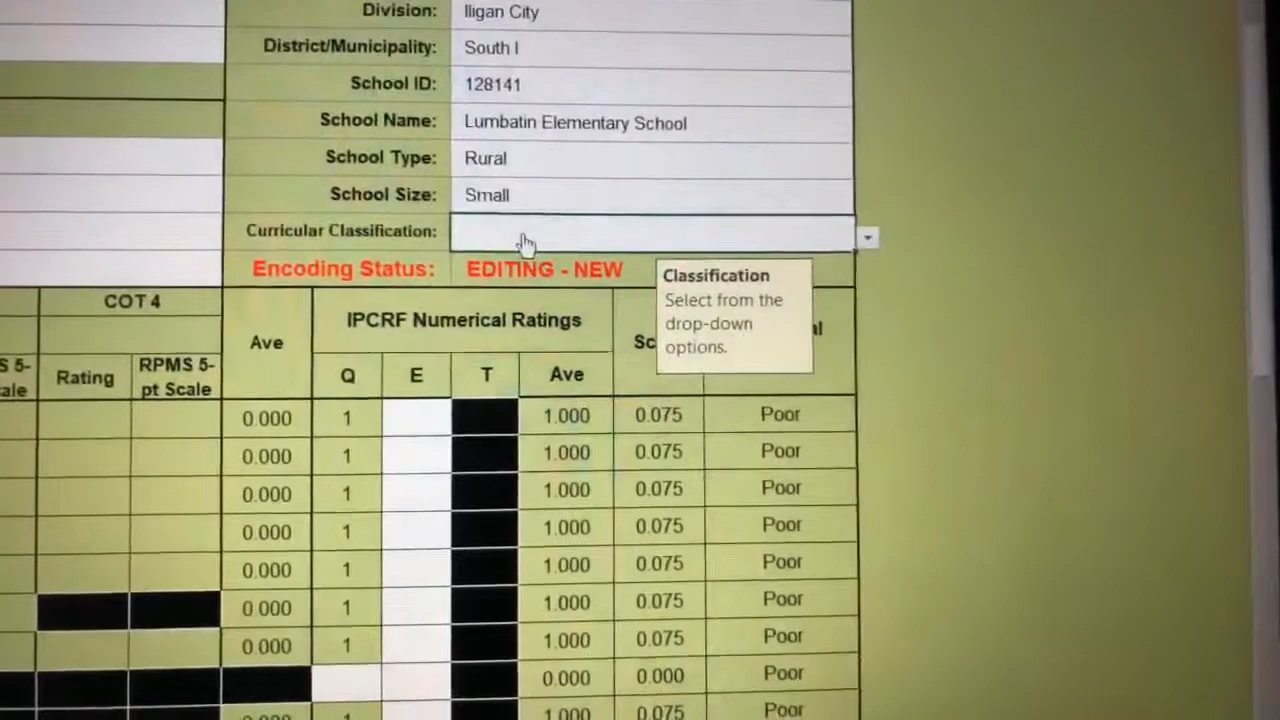 Division: Iligan City
District/Municipality: South I
School ID: 128141
School Name: Lumbatin Elementary School
School Type: Rural
School Size: Small
Curricular Classification:
Encoding Status: EDITING - NEW
Classification
Select from the
drop-down
options.
COT 4
Ave
IPCRF Numerical Ratings
Rating
RPMS 5-
pt Scale
Q E T Ave
0.000 1 1.000 0.075 Poor
0.000 1 1.000 0.075 Poor
0.000 1 1.000 0.075 Poor
0.000 1 1.000 0.075 Poor
0.000 1 1.000 0.075 Poor
0.000 1 1.000 0.075 Poor
0.000 1 1.000 0.075 Poor
0.000 0.000 Poor
0.000 1 1.000 0.075 Poor